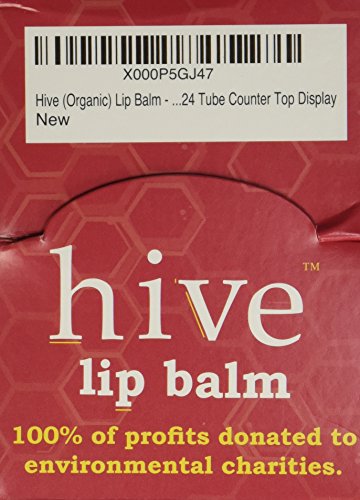 X000P5GJ47
Hive (Organic) Lip Balm - ...24 Tube Counter Top Display
New
hive™
lip balm
100% of profits donated to
environmental charities.